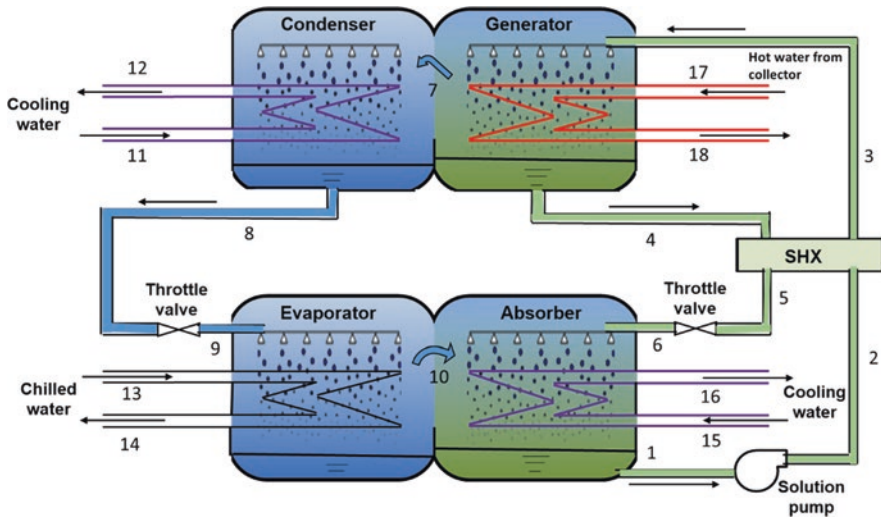 Condenser
Generator
12
17
Hot water from
collector
7
Cooling
water
11
18
3
8
4
SHX
Throttle
valve
Evaporator
Absorber
Throttle
valve
5
9
6
2
10
Chilled
water
13
16
Cooling
water
14
15
1
Solution
pump